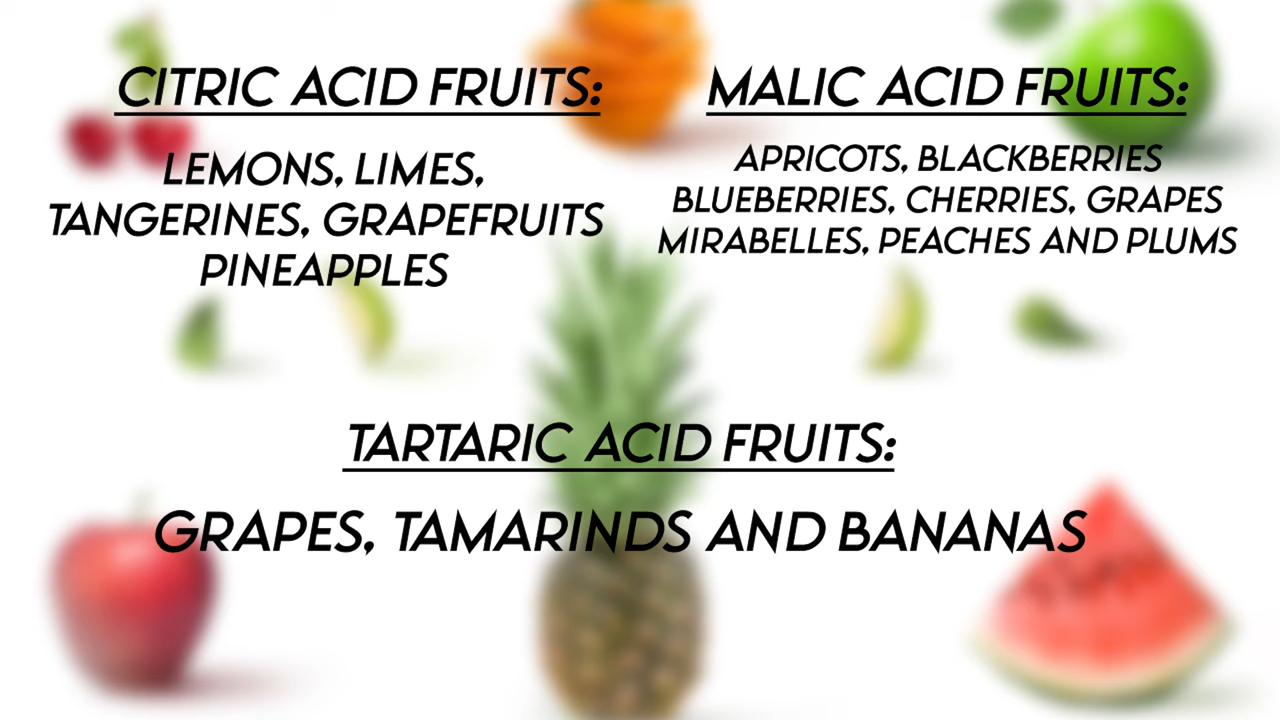 CITRIC ACID FRUITS:
LEMONS, LIMES,
TANGERINES, GRAPEFRUITS
PINEAPPLES
MALIC ACID FRUITS:
APRICOTS, BLACKBERRIES
BLUEBERRIES, CHERRIES, GRAPES
MIRABELLES, PEACHES AND PLUMS
TARTARIC ACID FRUITS:
GRAPES, TAMARINDS AND BANANAS